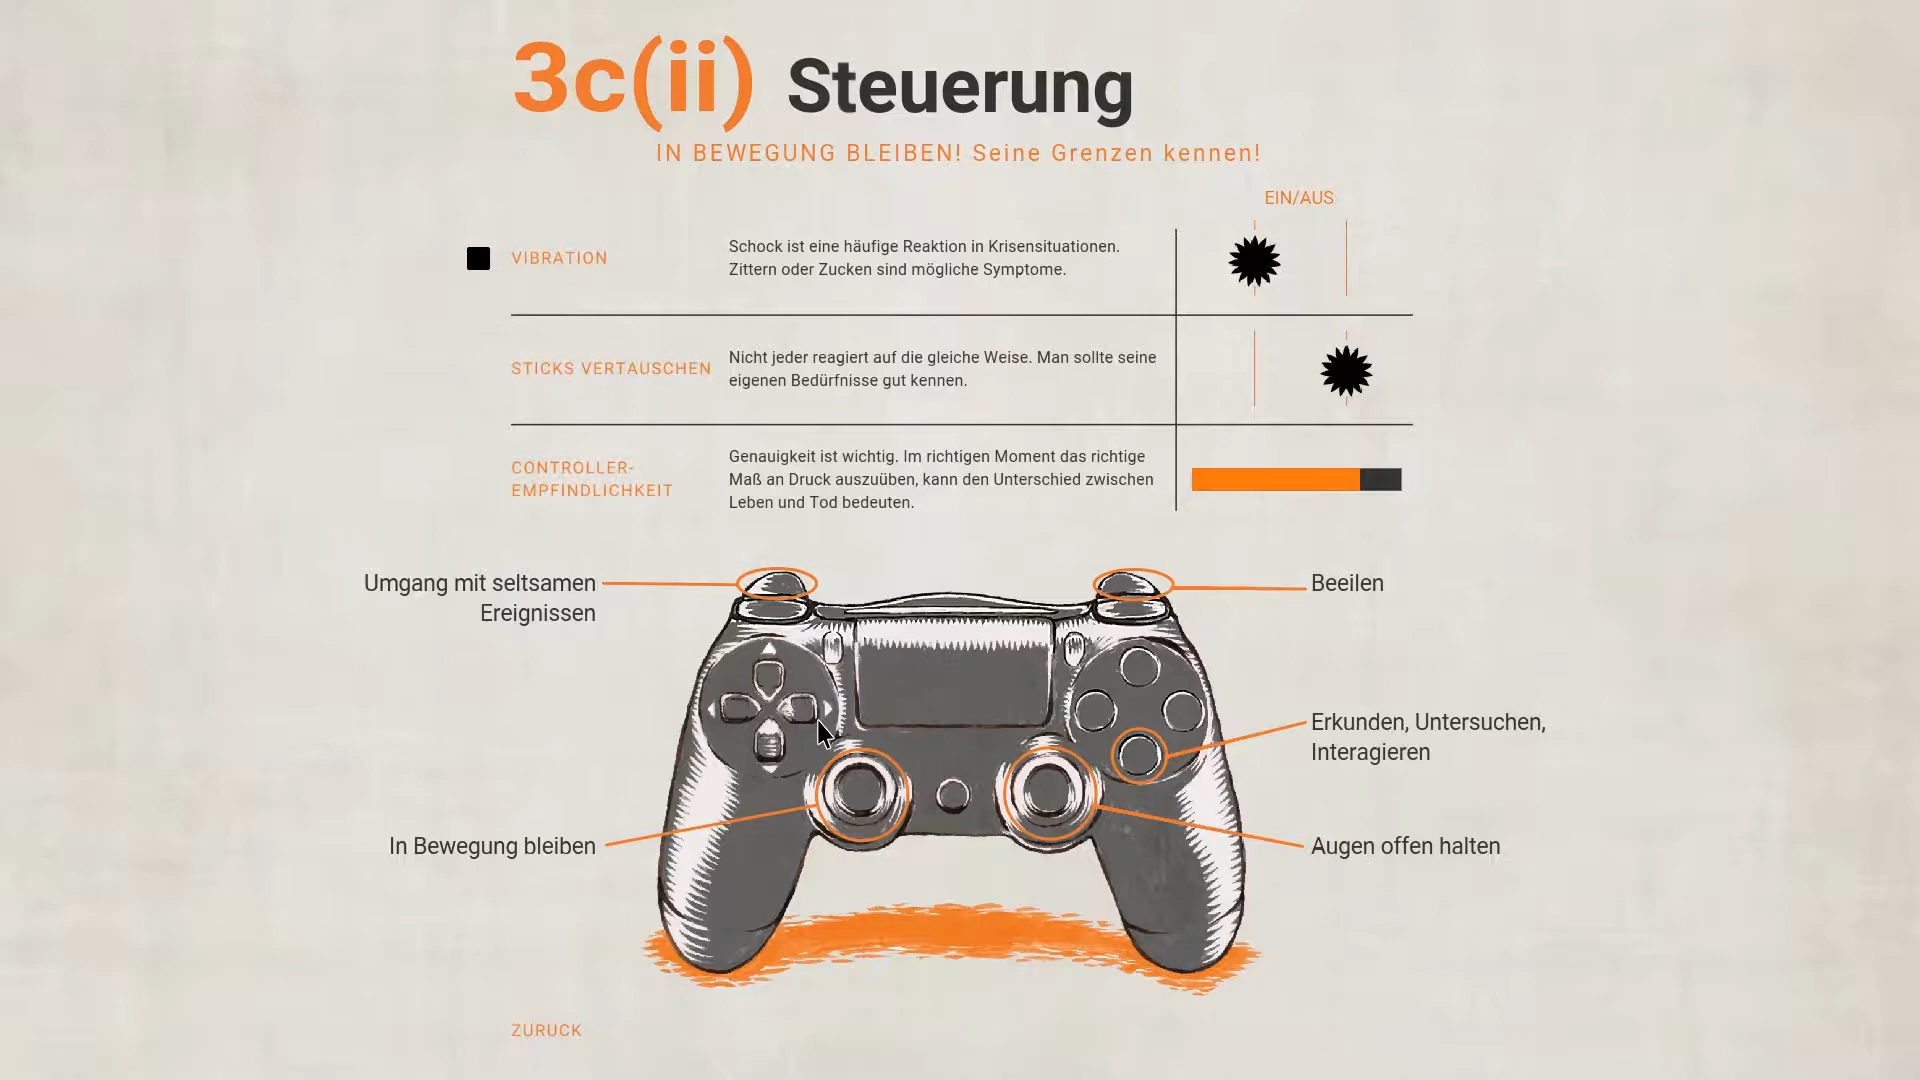 3c(ii) Steuerung
IN BEWEGUNG BLEIBEN! Seine Grenzen kennen!
EIN/AUS
VIBRATION
Schock ist eine häufige Reaktion in Krisensituationen.
Zittern oder Zucken sind mögliche Symptome.
STICKS VERTAUSCHEN
Nicht jeder reagiert auf die gleiche Weise. Man sollte seine
eigenen Bedürfnisse gut kennen.
CONTROLLER-
EMPFINDLICHKEIT
Genauigkeit ist wichtig. Im richtigen Moment das richtige
Maß an Druck auszuüben, kann den Unterschied zwischen
Leben und Tod bedeuten.
Umgang mit seltsamen
Ereignissen
Beeilen
Erkunden, Untersuchen,
Interagieren
In Bewegung bleiben
Augen offen halten
ZURÜCK